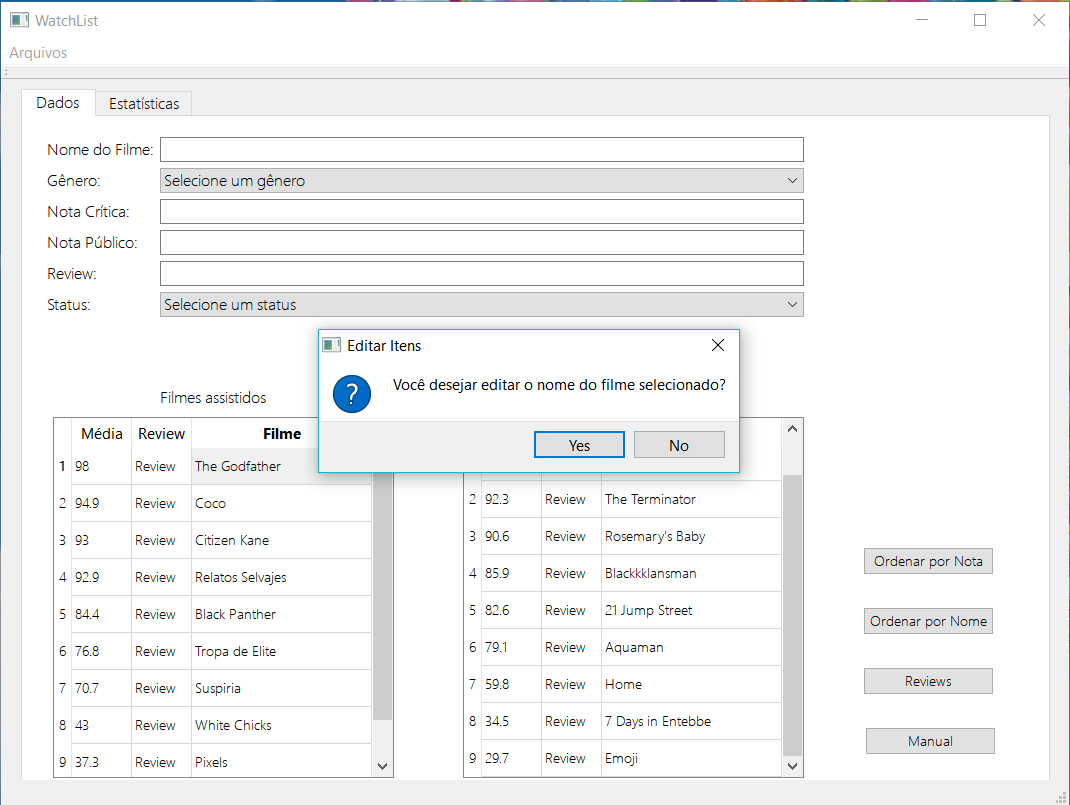 WatchList
Arquivos
Dados Estatísticas
Nome do Filme:
Gênero: Selecione um gênero
Nota Crítica:
Nota Público:
Review:
Status: Selecione um status
Editar Itens
? Você desejar editar o nome do filme selecionado?
Yes No
Filmes assistidos
Média Review Filme
1 98 Review The Godfather
2 94.9 Review Coco
3 93 Review Citizen Kane
4 92.9 Review Relatos Selvajes
5 84.4 Review Black Panther
6 76.8 Review Tropa de Elite
7 70.7 Review Suspiria
8 43 Review White Chicks
9 37.3 Review Pixels
2 92.3 Review The Terminator
3 90.6 Review Rosemary's Baby
4 85.9 Review Blackkklansman
5 82.6 Review 21 Jump Street
6 79.1 Review Aquaman
7 59.8 Review Home
8 34.5 Review 7 Days in Entebbe
9 29.7 Review Emoji
Ordenar por Nota
Ordenar por Nome
Reviews
Manual